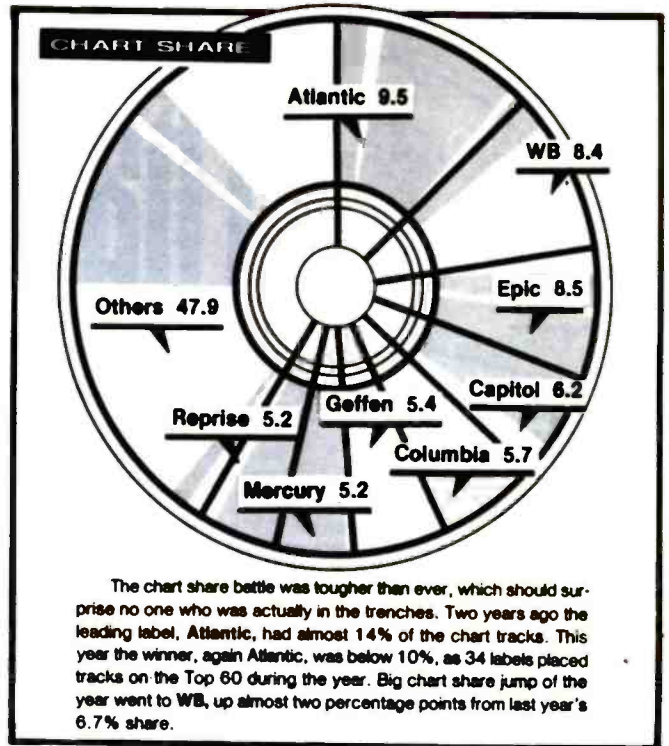 CHART SHARE
Atlantic 9.5
WB 8.4
Epic 8.5
Others 47.9
Capitol 6.2
Geffen 5.4
Reprise 5.2
Columbia 5.7
Mercury 5.2
The chart share battle was tougher than ever, which should sur-
prise no one who was actually in the trenches. Two years ago the
leading label, Atlantic, had almost 14% of the chart tracks. This
year the winner, again Atlantic, was below 10%, as 34 labels placed
tracks on the Top 60 during the year. Big chart share jump of the
year went to WB, up almost two percentage points from last year's
6.7% share.